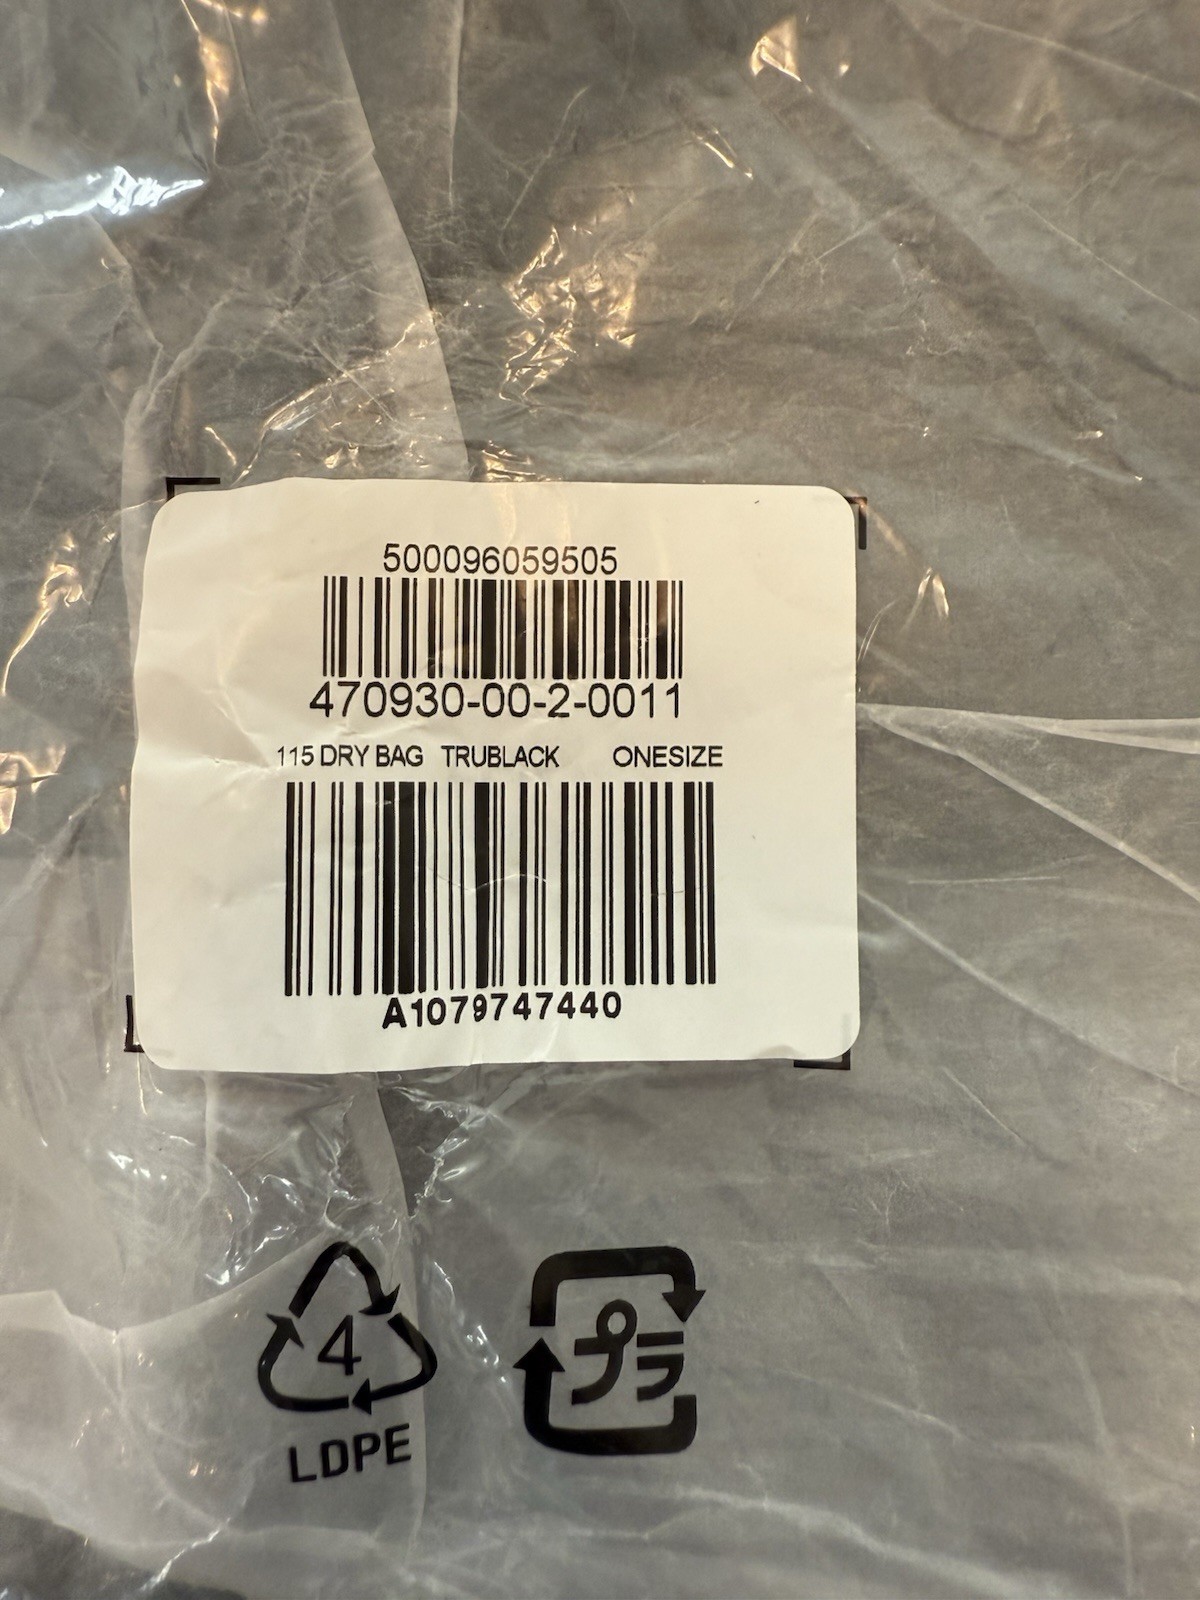 500096059505
470930-00-2-0011
115 DRY BAG TRUBLACK ONESIZE
A1079747440
4
LDPE
プラ